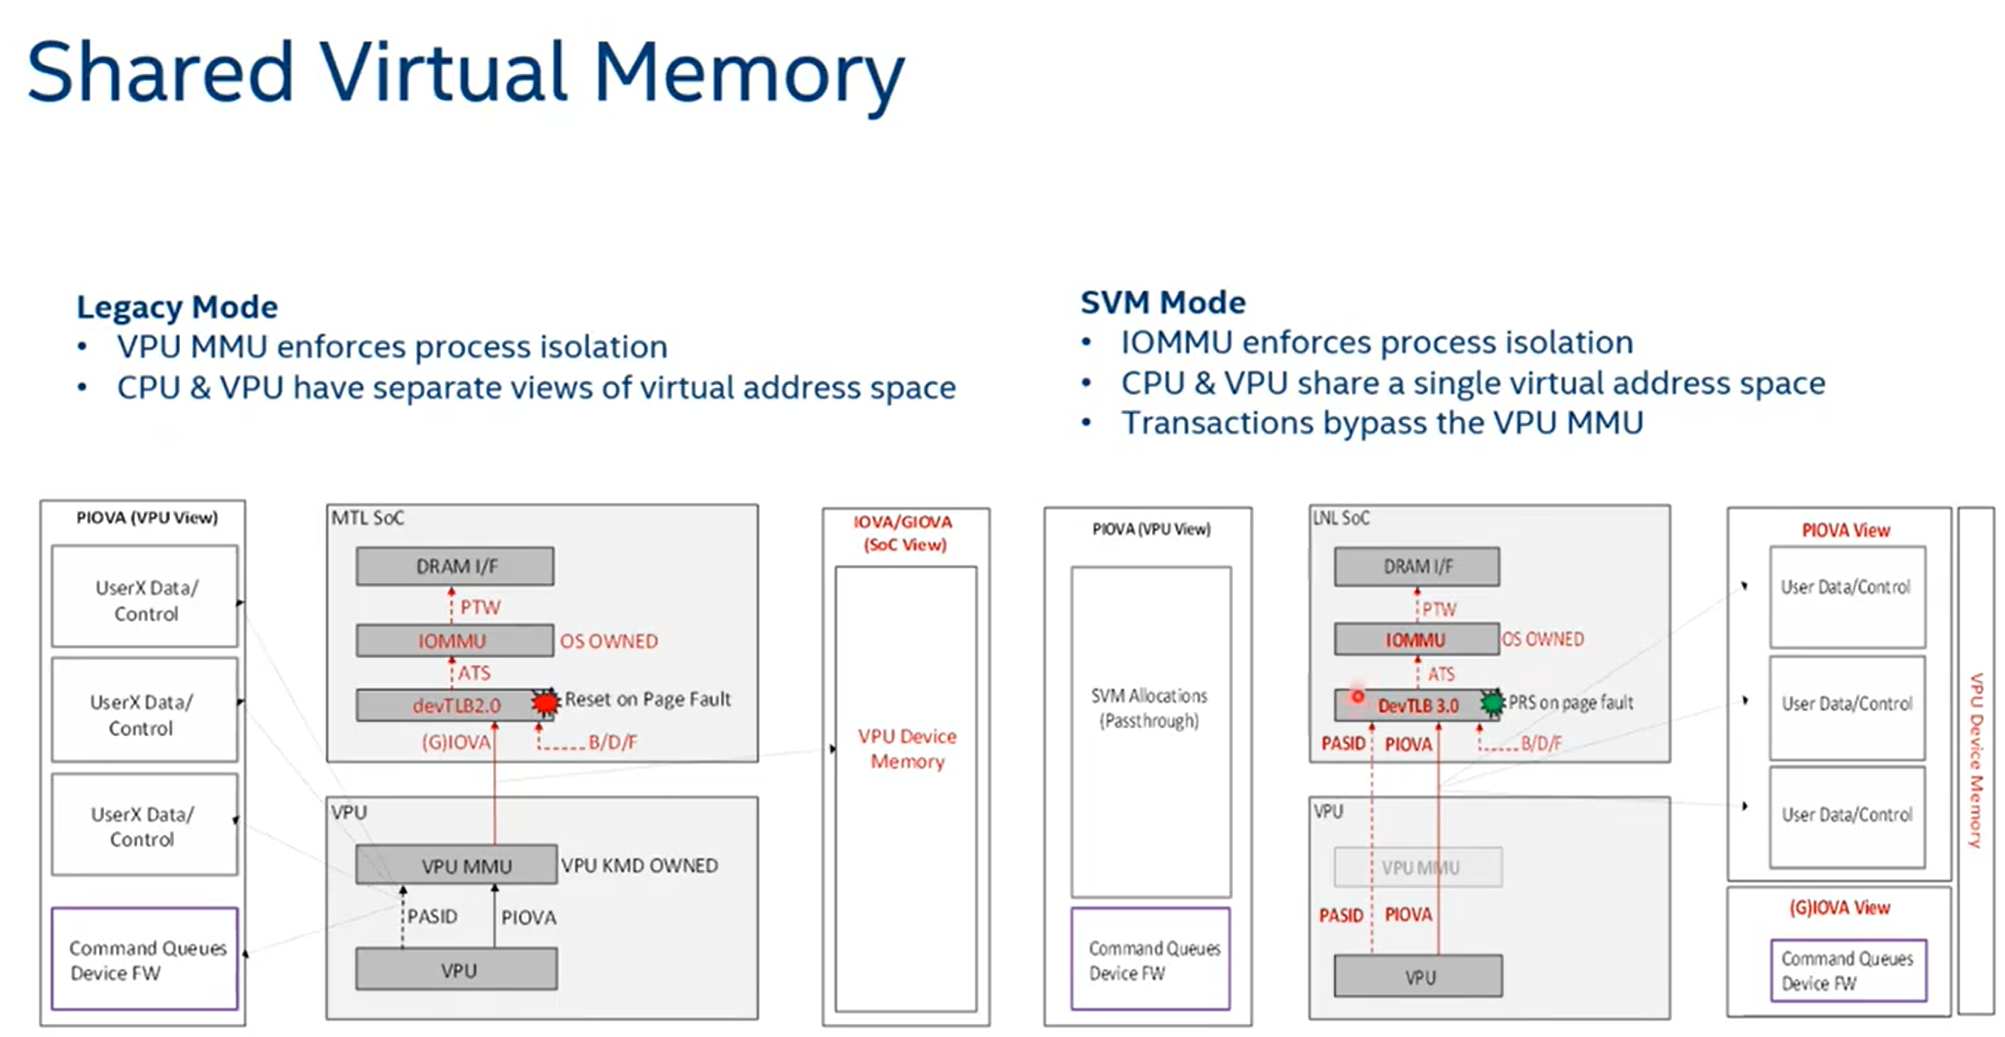 Shared Virtual Memory
Legacy Mode
• VPU MMU enforces process isolation
• CPU & VPU have separate views of virtual address space
SVM Mode
• IOMMU enforces process isolation
• CPU & VPU share a single virtual address space
• Transactions bypass the VPU MMU
PIOVA (VPU View)
UserX Data/
Control
UserX Data/
Control
UserX Data/
Control
Command Queues
Device FW
MTL SoC
DRAM I/F
PTW
IOMMU
OS OWNED
ATS
devTLB2.0
Reset on Page Fault
(G)IOVA
B/D/F
VPU
VPU MMU
VPU KMD OWNED
PASID
PIOVA
VPU
IOVA/GIOVA
(SoC View)
VPU Device
Memory
PIOVA (VPU View)
SVM Allocations
(Passthrough)
Command Queues
Device FW
LNL SoC
DRAM I/F
PTW
IOMMU
OS OWNED
ATS
DevTLB 3.0
PRS on page fault
PASID
PIOVA
B/D/F
VPU
VPU MMU
PASID
PIOVA
VPU
PIOVA View
User Data/Control
User Data/Control
User Data/Control
(G)IOVA View
Command Queues
Device FW
VPU Device Memory